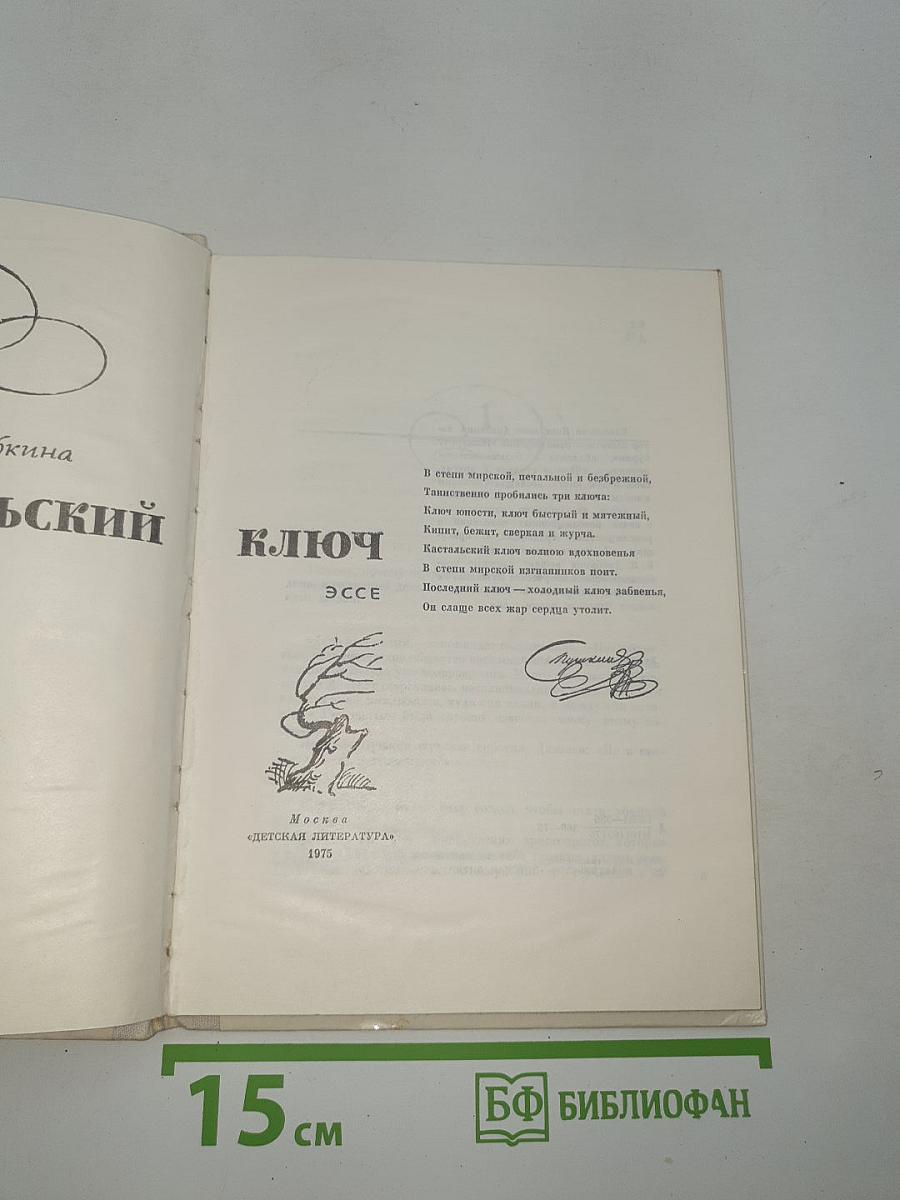 бкина
ЬСКИЙ
КЛЮЧ
ЭССЕ
В степи мирской, печальной и безбрежной,
Таинственно пробились три ключа:
Ключ юности, ключ быстрый и мятежный,
Кипит, бежит, сверкая и журча.
Кастальский ключ волною вдохновенья
В степи мирской изгнанников поит.
Последний ключ — холодный ключ забвенья,
Он слаще всех жар сердца утолит.
Пушкин
Москва
«ДЕТСКАЯ ЛИТЕРАТУРА»
1975
15 см
БФ БИБЛИОФАН